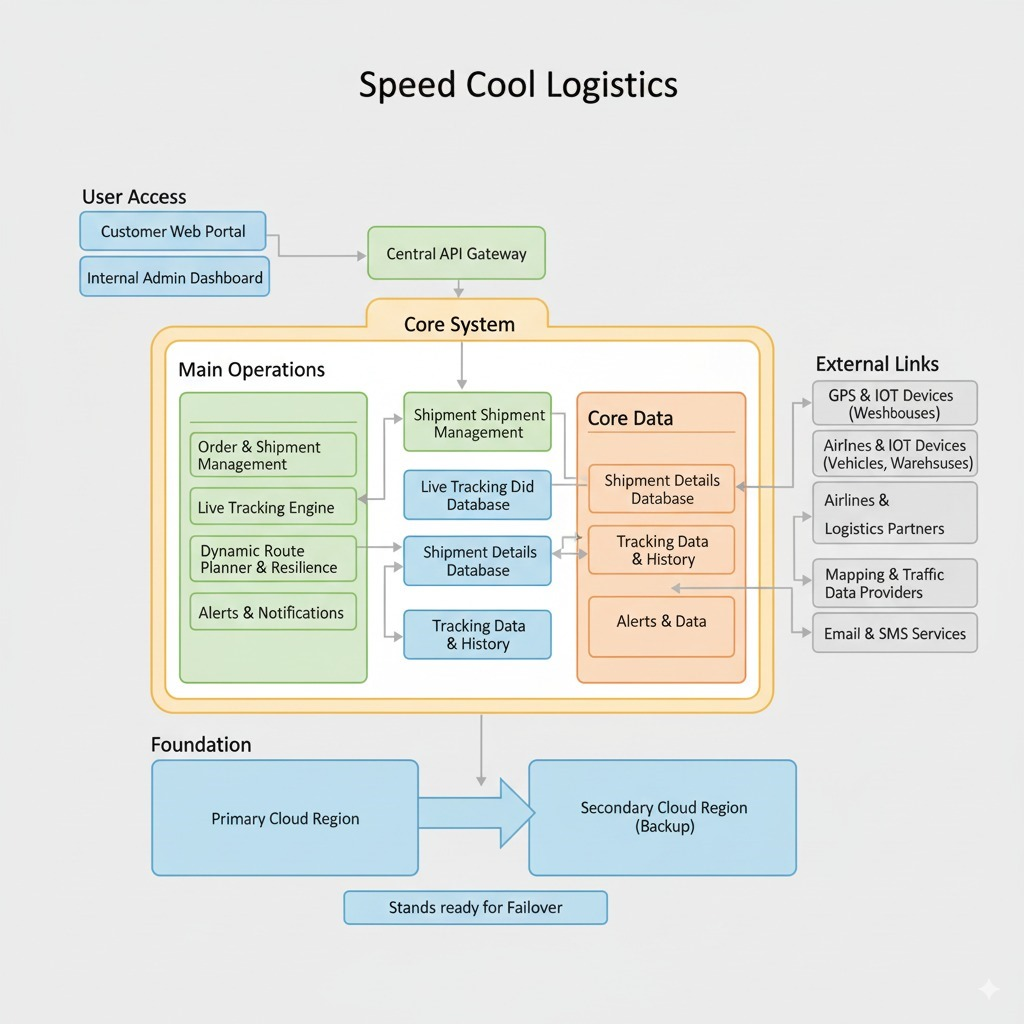 Speed Cool Logistics
User Access
Customer Web Portal
Internal Admin Dashboard
Central API Gateway
Core System
Main Operations
Order & Shipment
Management
Live Tracking Engine
Dynamic Route
Planner & Resilience
Alerts & Notifications
Shipment Shipment
Management
Live Tracking Did
Database
Shipment Details
Database
Tracking Data
& History
Core Data
Shipment Details
Database
Tracking Data
& History
Alerts & Data
External Links
GPS & IOT Devices
(Weshbouses)
Airlnes & IOT Devices
(Vehicles, Warehsuses)
Airlines &
Logistics Partners
Mapping & Traffic
Data Providers
Email & SMS Services
Foundation
Primary Cloud Region
Secondary Cloud Region
(Backup)
Stands ready for Failover